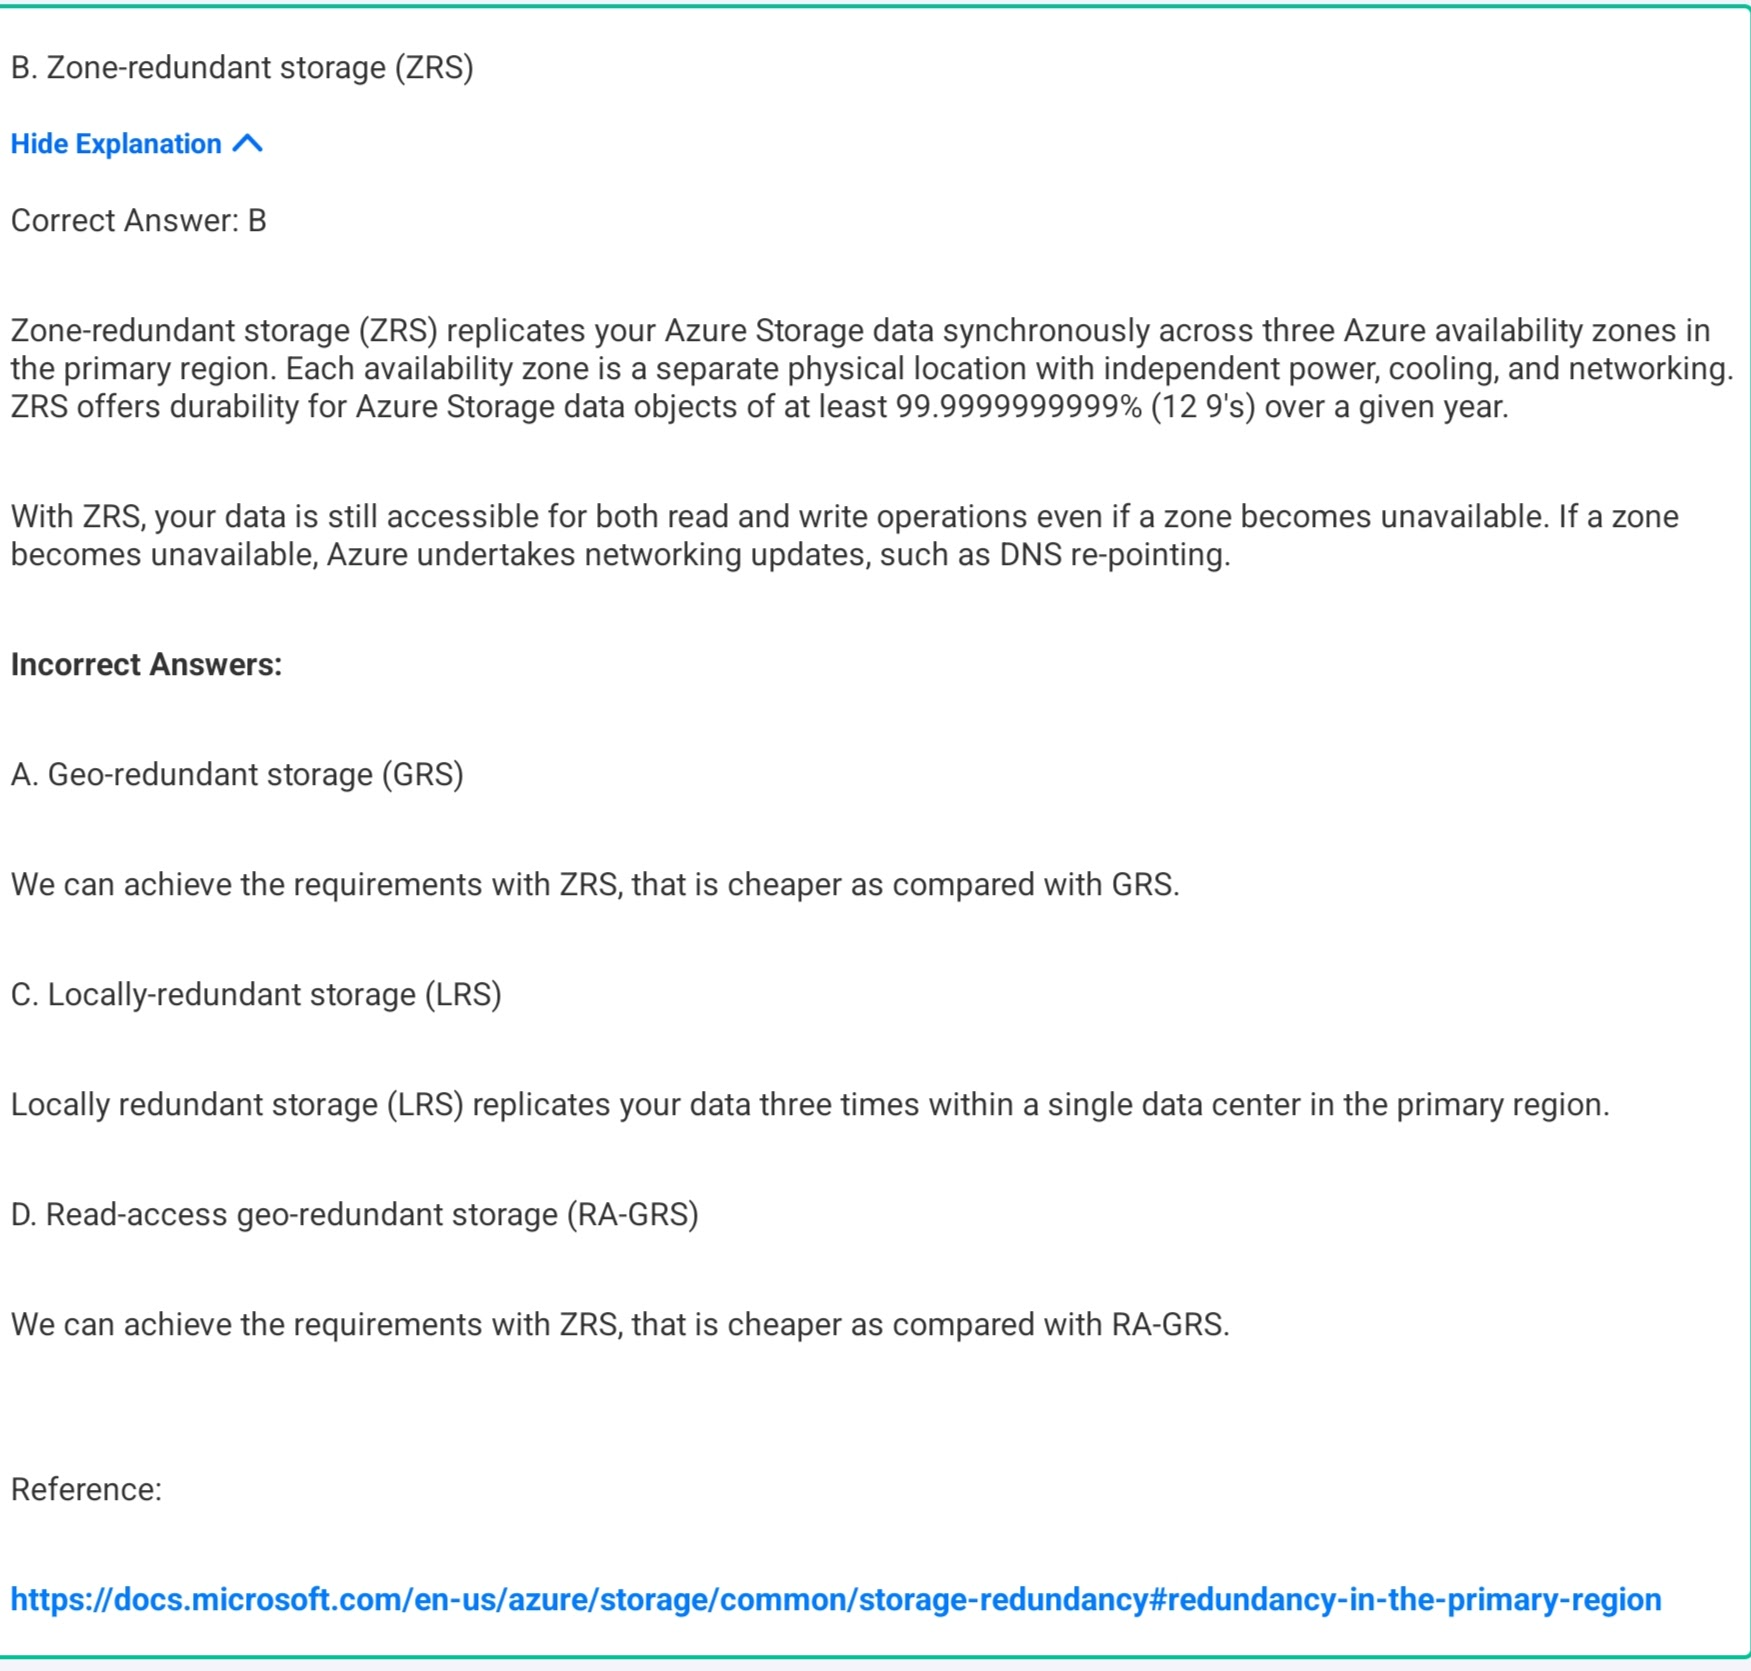 B. Zone-redundant storage (ZRS)
Hide Explanation
Correct Answer: B
Zone-redundant storage (ZRS) replicates your Azure Storage data synchronously across three Azure availability zones in
the primary region. Each availability zone is a separate physical location with independent power, cooling, and networking.
ZRS offers durability for Azure Storage data objects of at least 99.9999999999% (12 9's) over a given year.
With ZRS, your data is still accessible for both read and write operations even if a zone becomes unavailable. If a zone
becomes unavailable, Azure undertakes networking updates, such as DNS re-pointing.
Incorrect Answers:
A. Geo-redundant storage (GRS)
We can achieve the requirements with ZRS, that is cheaper as compared with GRS.
C. Locally-redundant storage (LRS)
Locally redundant storage (LRS) replicates your data three times within a single data center in the primary region.
D. Read-access geo-redundant storage (RA-GRS)
We can achieve the requirements with ZRS, that is cheaper as compared with RA-GRS.
Reference:
https://docs.microsoft.com/en-us/azure/storage/common/storage-redundancy#redundancy-in-the-primary-region